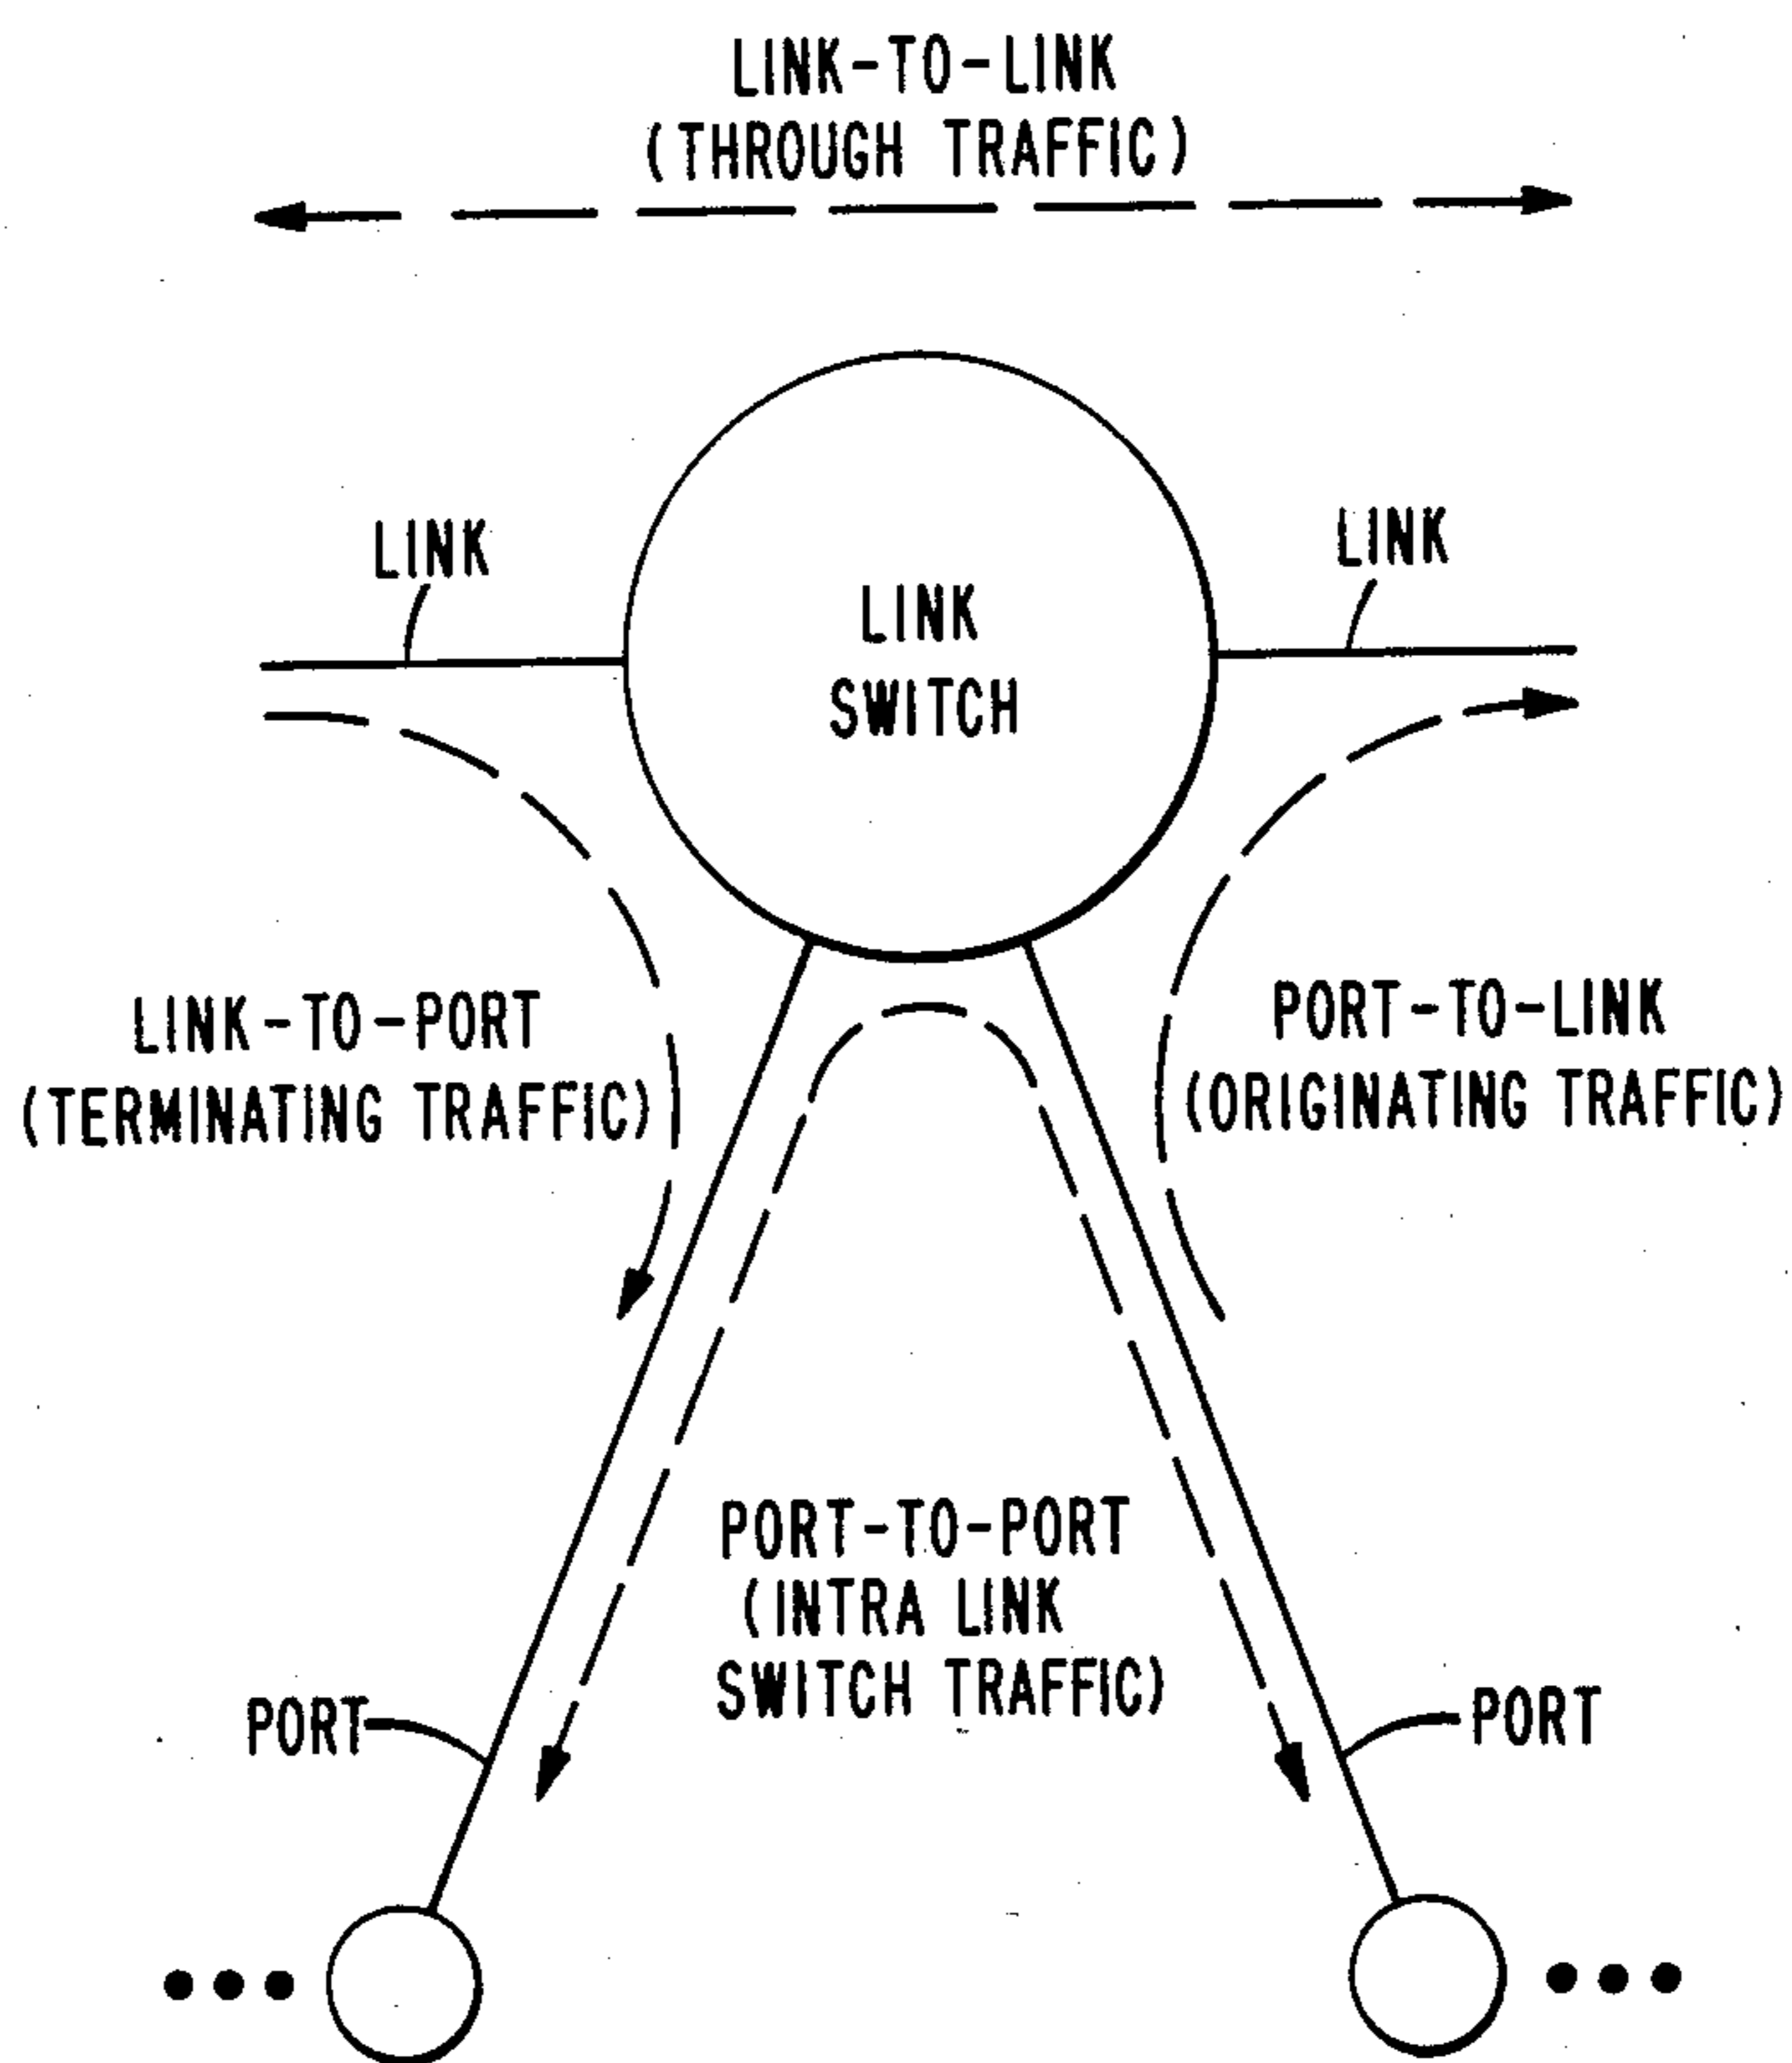 LINK-TO-LINK
(THROUGH TRAFFIC)
LINK
LINK
LINK
SWITCH
LINK-TO-PORT
(TERMINATING TRAFFIC)
PORT-TO-LINK
(ORIGINATING TRAFFIC)
PORT-TO-PORT
(INTRA LINK
SWITCH TRAFFIC)
PORT
PORT